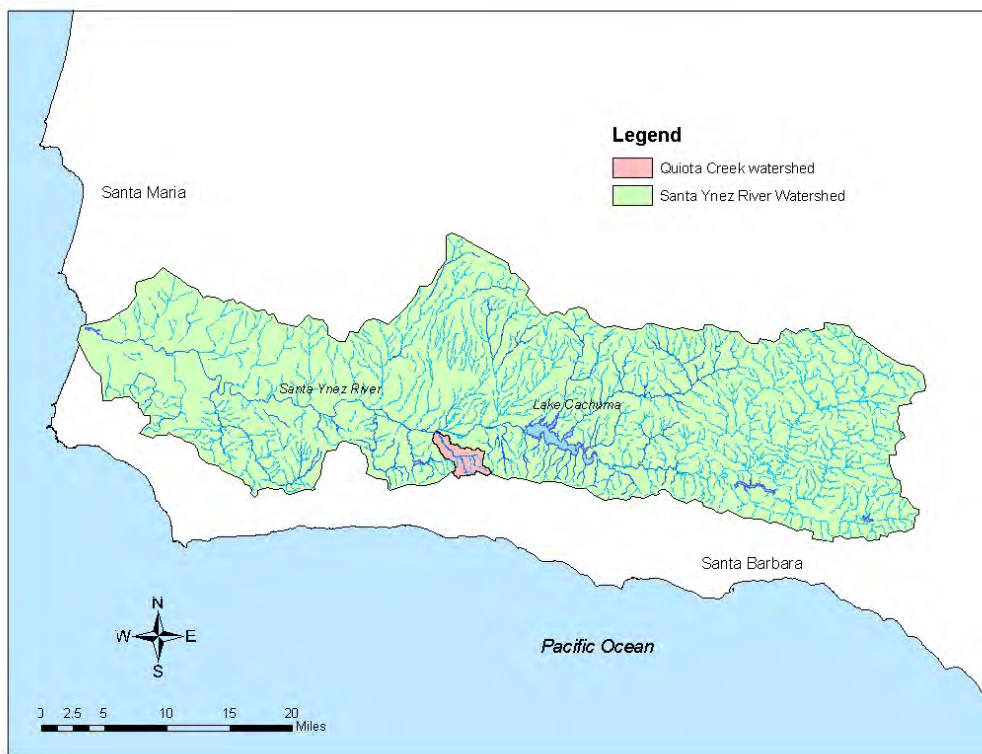 Legend
Quiota Creek watershed
Santa Ynez River Watershed
Santa Maria
Santa Ynez River
Lake Cachuma
Santa Barbara
Pacific Ocean
N
W E
S
0 2.5 5 10 15 20
Miles